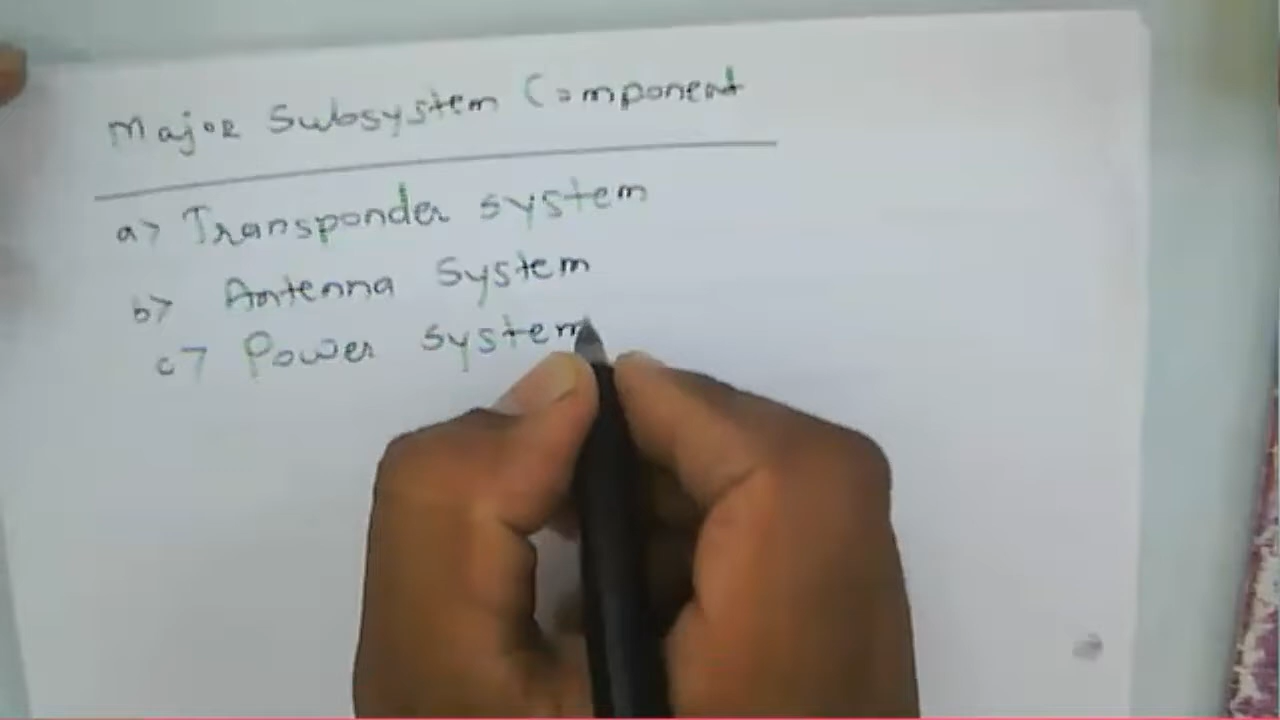 Major Subsystem Component
a> Transponder system
b> Antenna System
c> Power system